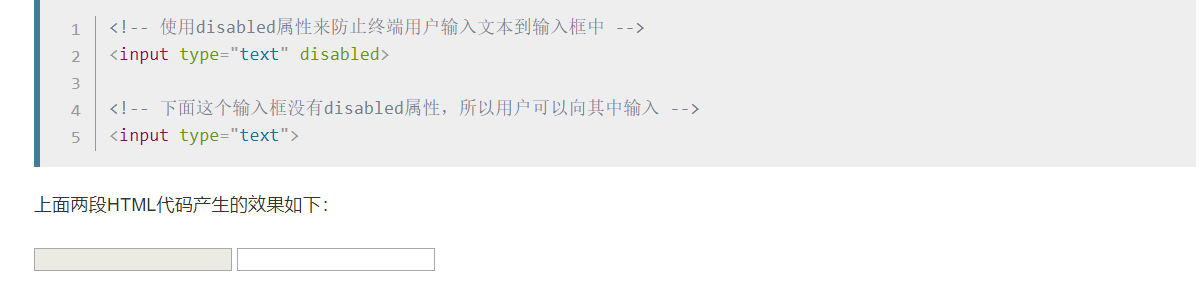 1 <!-- 使用disabled属性来防止终端用户输入文本到输入框中 -->
2 <input type="text" disabled>
3
4 <!-- 下面这个输入框没有disabled属性，所以用户可以向其中输入 -->
5 <input type="text">
上面两段HTML代码产生的效果如下：